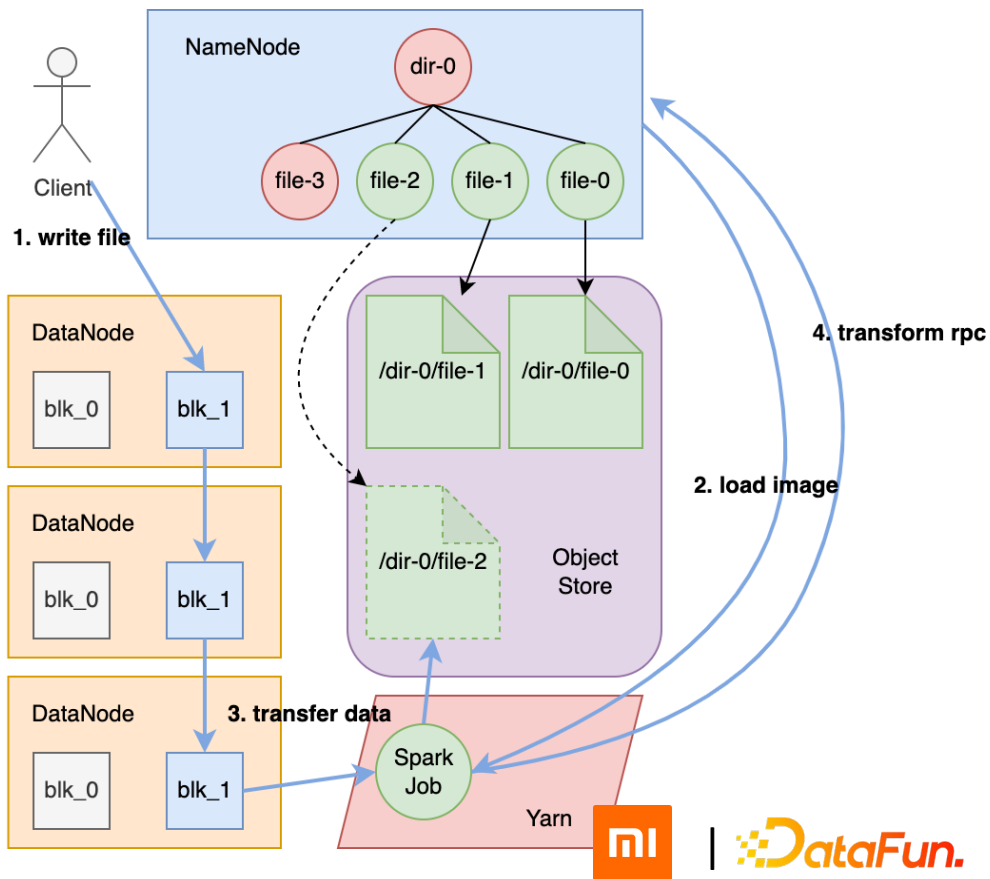 NameNode
dir-0
file-3
file-2
file-1
file-0
Client
1. write file
DataNode
blk_0
blk_1
DataNode
blk_0
blk_1
DataNode
blk_0
blk_1
/dir-0/file-1
/dir-0/file-0
/dir-0/file-2
Object
Store
4. transform rpc
2. load image
3. transfer data
Spark
Job
Yarn
mi
DataFun.